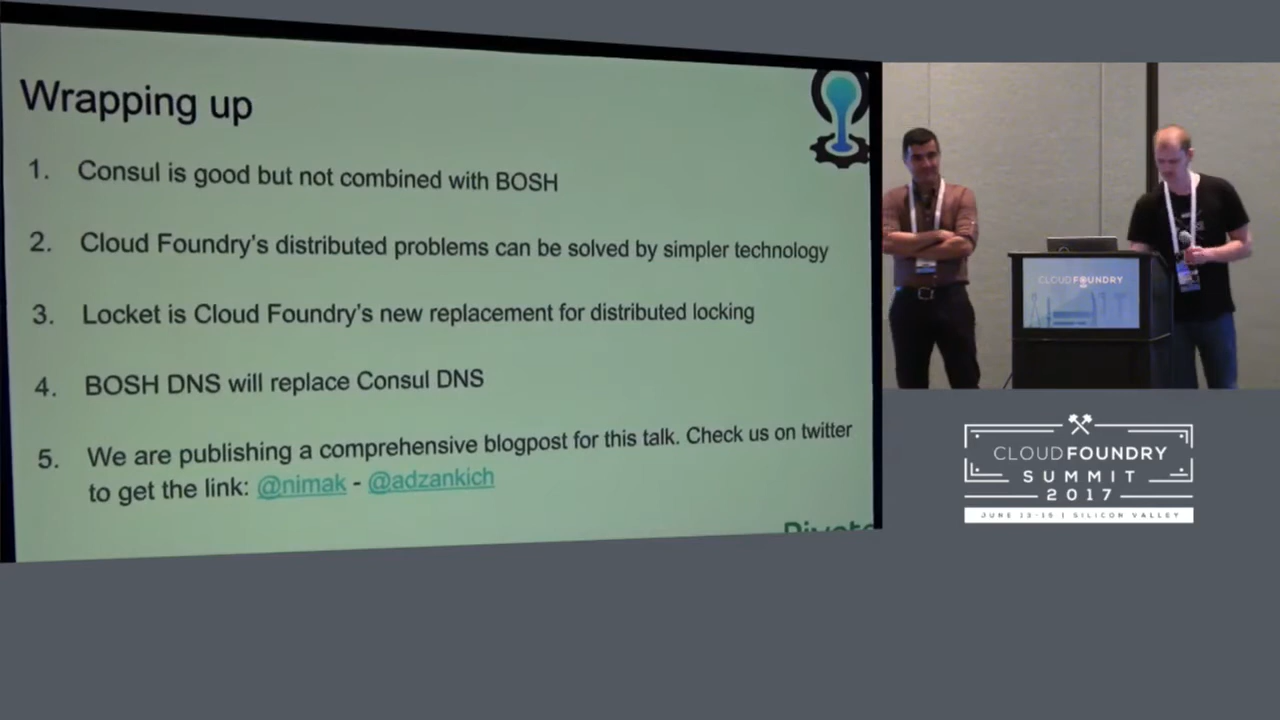 Wrapping up
1. Consul is good but not combined with BOSH
2. Cloud Foundry's distributed problems can be solved by simpler technology
3. Locket is Cloud Foundry's new replacement for distributed locking
4. BOSH DNS will replace Consul DNS
5. We are publishing a comprehensive blogpost for this talk. Check us on twitter
to get the link: @nimak - @adzankich
CLOUDFOUNDRY
CLOUDFOUNDRY
SUMMIT
2017
JUNE 13-15 | SILICON VALLEY